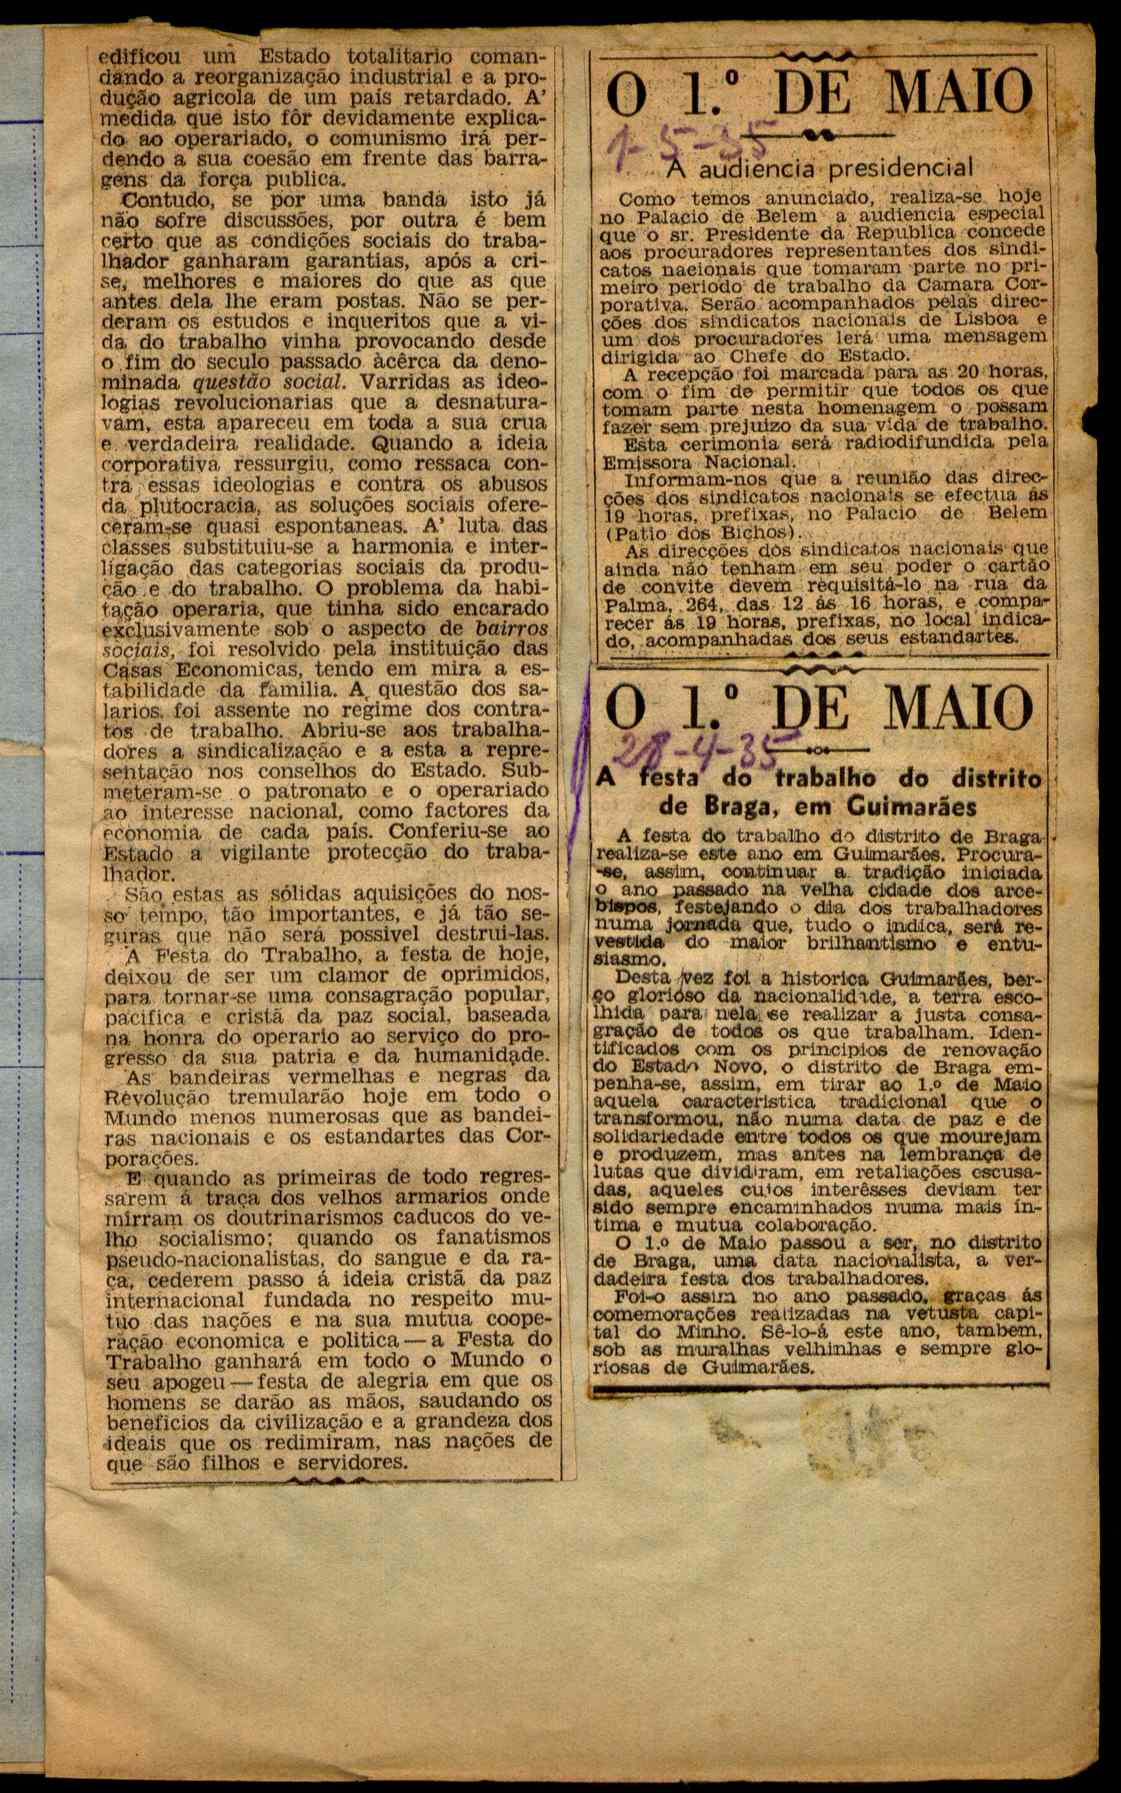 edificou um Estado totalitario coman-
dando a reorganização industrial e a pro-
dução agricola de um país retardado. A'
medida que isto fôr devidamente explica-
do ao operariado, o comunismo irá per-
dendo a sua coesão em frente das barra-
gens da força publica.
Contudo, se por uma banda isto já
não sofre discussões, por outra é bem
certo que as condições sociais do traba-
lhador ganharam garantias, após a cri-
se, melhores e maiores do que as que
antes dela lhe eram postas. Não se per-
deram os estudos e inqueritos que a vi-
da do trabalho vinha provocando desde
o fim do seculo passado àcêrca da deno-
minada questão social. Varridas as ideo-
logias revolucionarias que a desnatura-
vam, esta apareceu em toda a sua crua
e verdadeira realidade. Quando a ideia
corporativa ressurgiu, como ressaca con-
tra essas ideologias e contra os abusos
da plutocracia, as soluções sociais ofere-
ceram-se quasi espontaneas. A' luta das
classes substituiu-se a harmonia e inter-
ligação das categorias sociais da produ-
ção e do trabalho. O problema da habi-
tação operaria, que tinha sido encarado
exclusivamente sob o aspecto de bairros
sociais, foi resolvido pela instituição das
Casas Economicas, tendo em mira a es-
tabilidade da familia. A questão dos sa-
larios foi assente no regime dos contra-
tos de trabalho. Abriu-se aos trabalha-
dores a sindicalização e a esta a repre-
sentação nos conselhos do Estado. Sub-
meteram-se o patronato e o operariado
ao interesse nacional, como factores da
economia de cada país. Conferiu-se ao
Estado a vigilante protecção do traba-
lhador.
São estas as sólidas aquisições do nos-
so tempo, tão importantes, e já tão se-
guras que não será possivel destrui-las.
A Festa do Trabalho, a festa de hoje,
deixou de ser um clamor de oprimidos,
para tornar-se uma consagração popular,
pacifica e cristã da paz social, baseada
na honra do operario ao serviço do pro-
gresso da sua patria e da humanidade.
As bandeiras vermelhas e negras da
Revolução tremularão hoje em todo o
Mundo menos numerosas que as bandei-
ras nacionais e os estandartes das Cor-
porações.
E quando as primeiras de todo regres-
sarem á traça dos velhos armarios onde
mirram os doutrinarismos caducos do ve-
lho socialismo; quando os fanatismos
pseudo-nacionalistas, do sangue e da ra-
ça, cederem passo á ideia cristã da paz
internacional fundada no respeito mu-
tuo das nações e na sua mutua coope-
ração economica e politica — a Festa do
Trabalho ganhará em todo o Mundo o
seu apogeu — festa de alegria em que os
homens se darão as mãos, saudando os
beneficios da civilização e a grandeza dos
ideais que os redimiram, nas nações de
que são filhos e servidores.
O 1.º DE MAIO
1-5-35
A audiencia presidencial
Como temos anunciado, realiza-se hoje
no Palacio de Belem a audiencia especial
que o sr. Presidente da Republica concede
aos procuradores representantes dos sindi-
catos nacionais que tomaram parte no pri-
meiro periodo de trabalho da Camara Cor-
porativa. Serão acompanhados pelas direc-
ções dos sindicatos nacionais de Lisboa e
um dos procuradores lerá uma mensagem
dirigida ao Chefe do Estado.
A recepção foi marcada para as 20 horas,
com o fim de permitir que todos os que
tomam parte nesta homenagem o possam
fazer sem prejuizo da sua vida de trabalho.
Esta cerimonia será radiodifundida pela
Emissora Nacional.
Informam-nos que a reunião das direc-
ções dos sindicatos nacionais se efectua ás
19 horas, prefixas, no Palacio de Belem
(Patio dos Bichos).
As direcções dos sindicatos nacionais que
ainda não tenham em seu poder o cartão
de convite devem requisitá-lo na rua da
Palma, 264, das 12 ás 16 horas, e compa-
recer ás 19 horas, prefixas, no local indica-
do, acompanhadas dos seus estandartes.
O 1.º DE MAIO
28-4-35
A festa do trabalho do distrito
de Braga, em Guimarães
A festa do trabalho do distrito de Braga
realiza-se este ano em Guimarães. Procura-
-se, assim, continuar a tradição iniciada
o ano passado na velha cidade dos arce-
bispos, festejando o dia dos trabalhadores
numa jornada que, tudo o indica, será re-
vestida do maior brilhantismo e entu-
siasmo.
Desta vez foi a historica Guimarães, ber-
ço glorioso da nacionalidade, a terra esco-
lhida para nela se realizar a justa consa-
gração de todos os que trabalham. Iden-
tificados com os principios de renovação
do Estado Novo, o distrito de Braga em-
penha-se, assim, em tirar ao 1.º de Maio
aquela caracteristica tradicional que o
transformou, não numa data de paz e de
solidariedade entre todos os que mourejam
e produzem, mas antes na lembrança de
lutas que dividiram, em retaliações escusa-
das, aqueles cujos interêsses deviam ter
sido sempre encaminhados numa mais in-
tima e mutua colaboração.
O 1.º de Maio passou a ser, no distrito
de Braga, uma data nacionalista, a ver-
dadeira festa dos trabalhadores.
Foi-o assim no ano passado, graças ás
comemorações realizadas na vetusta capi-
tal do Minho. Sê-lo-á este ano, tambem,
sob as muralhas velhinhas e sempre glo-
riosas de Guimarães.